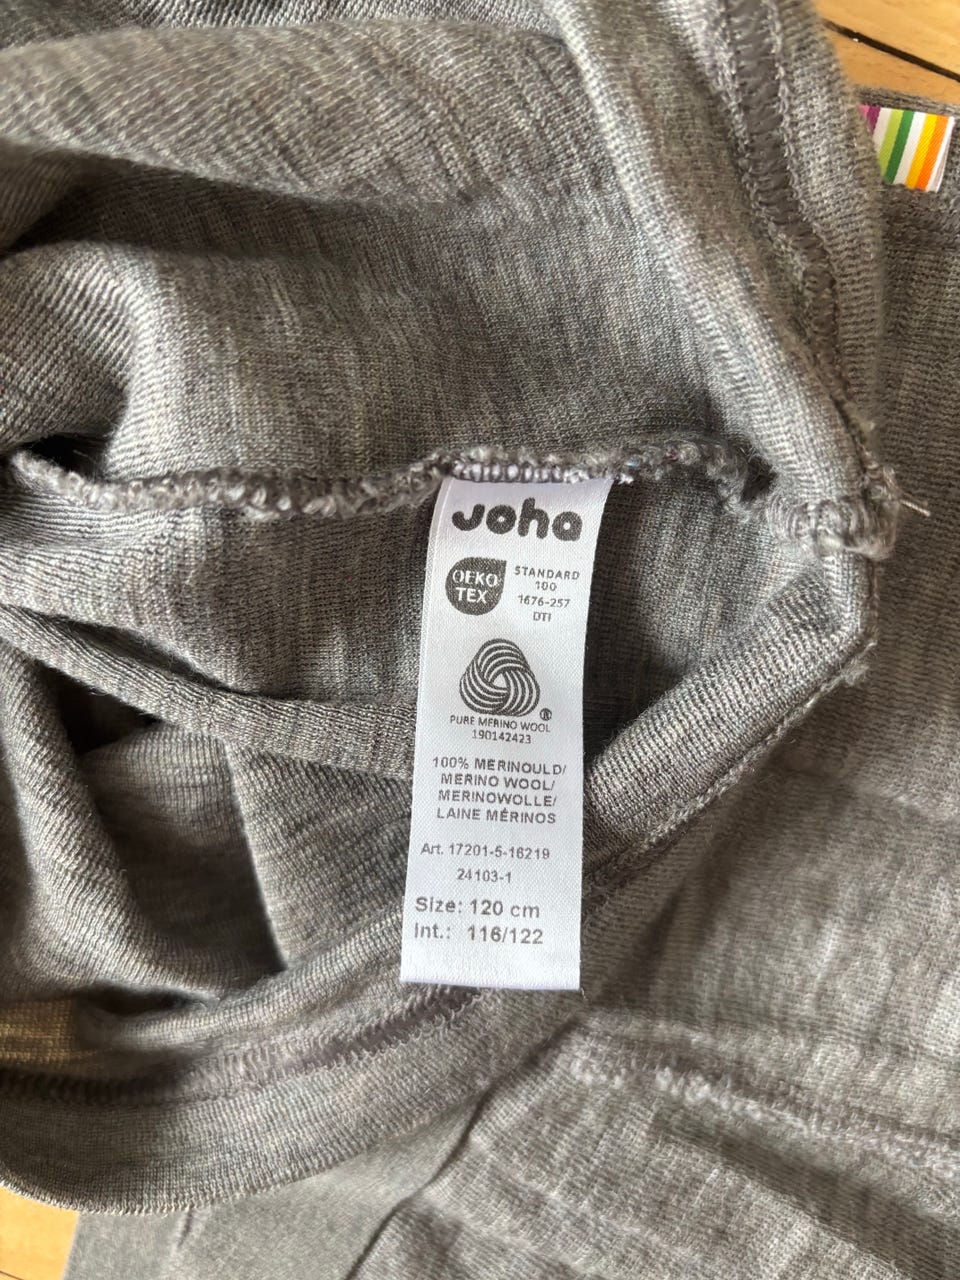 Joha
OEKO
TEX
STANDARD
100
1676-257
DTI
®
PURE MERINO WOOL
190142423
100% MERINOULD/
MERINO WOOL/
MERINOWOLLE/
LAINE MÉRINOS
Art. 17201-5-16219
24103-1
Size: 120 cm
Int.: 116/122